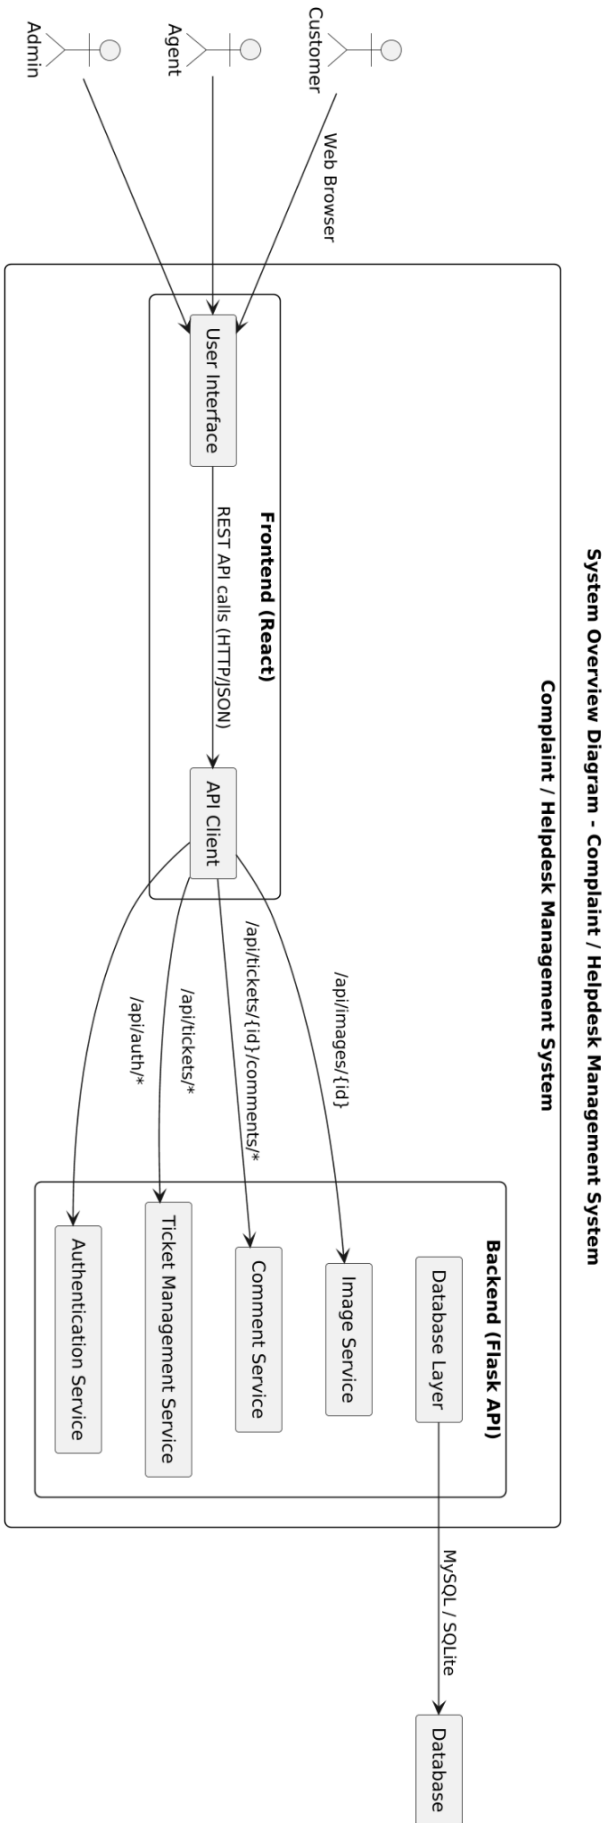 System Overview Diagram - Complaint / Helpdesk Management System
Complaint / Helpdesk Management System
Customer
Agent
Admin
Web Browser
Frontend (React)
User Interface
REST API calls (HTTP/JSON)
API Client
/api/images/{id}
/api/tickets/{id}/comments/*
/api/tickets/*
/api/auth/*
Backend (Flask API)
Database Layer
Image Service
Comment Service
Ticket Management Service
Authentication Service
MySQL / SQLite
Database